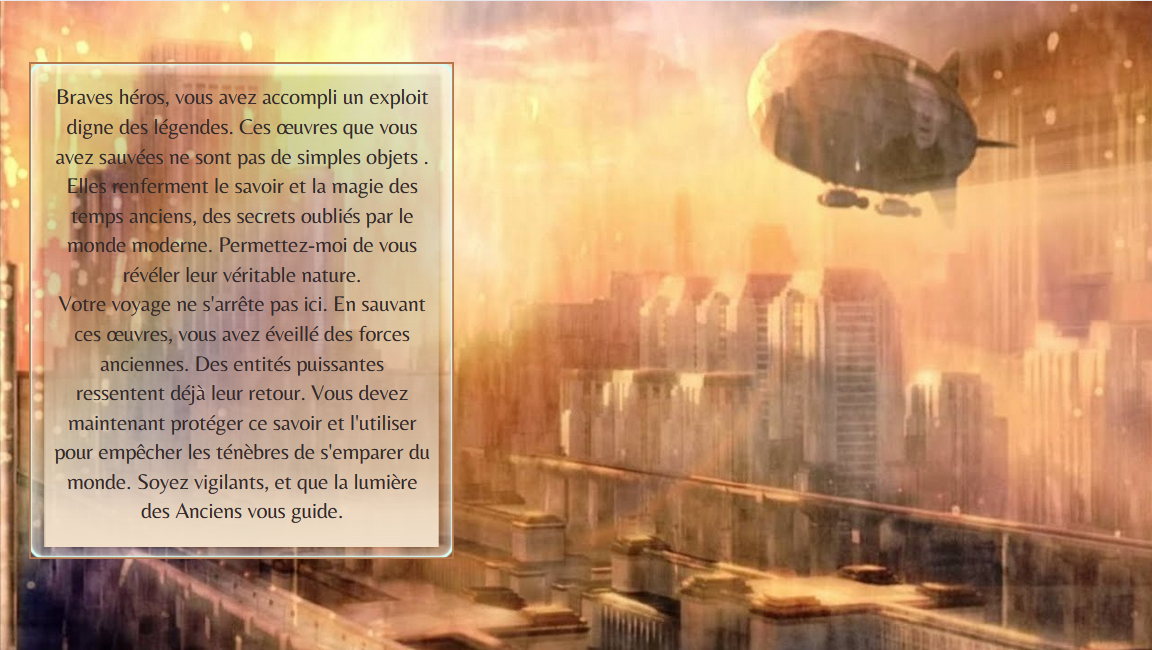 Braves héros, vous avez accompli un exploit
digne des légendes. Ces œuvres que vous
avez sauvées ne sont pas de simples objets .
Elles renferment le savoir et la magie des
temps anciens, des secrets oubliés par le
monde moderne. Permettez-moi de vous
révéler leur véritable nature.
Votre voyage ne s'arrête pas ici. En sauvant
ces œuvres, vous avez éveillé des forces
anciennes. Des entités puissantes
ressentent déjà leur retour. Vous devez
maintenant protéger ce savoir et l'utiliser
pour empêcher les ténèbres de s'emparer du
monde. Soyez vigilants, et que la lumière
des Anciens vous guide.